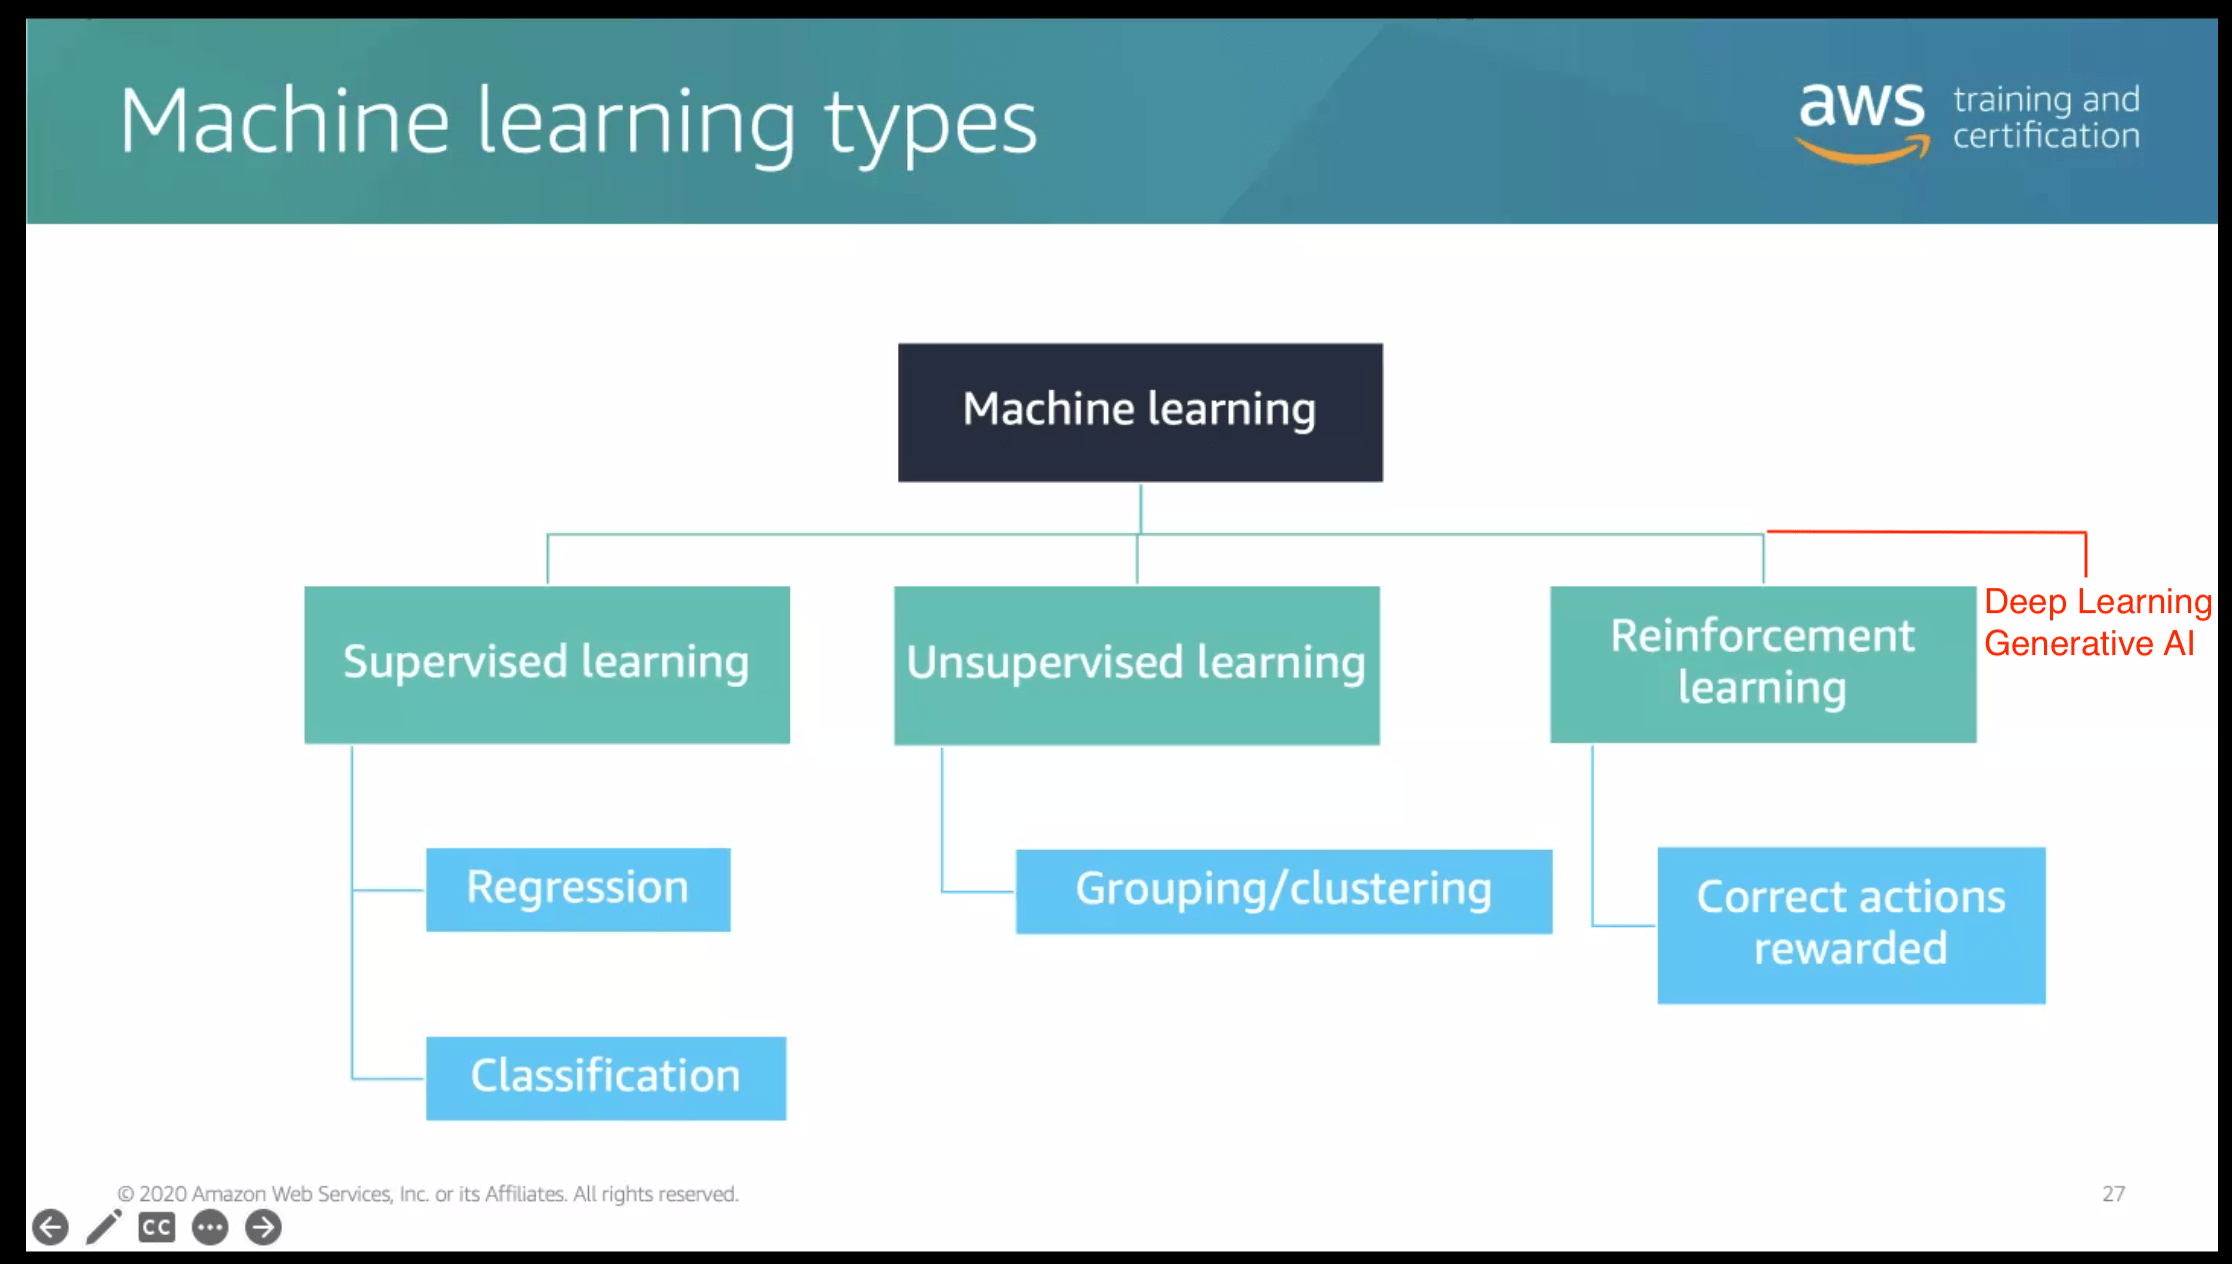 Machine learning types
aws
training and
certification
Machine learning
Supervised learning
Unsupervised learning
Reinforcement
learning
Deep Learning
Generative AI
Regression
Grouping/clustering
Correct actions
rewarded
Classification
© 2020 Amazon Web Services, Inc. or its Affiliates. All rights reserved.
27
CC